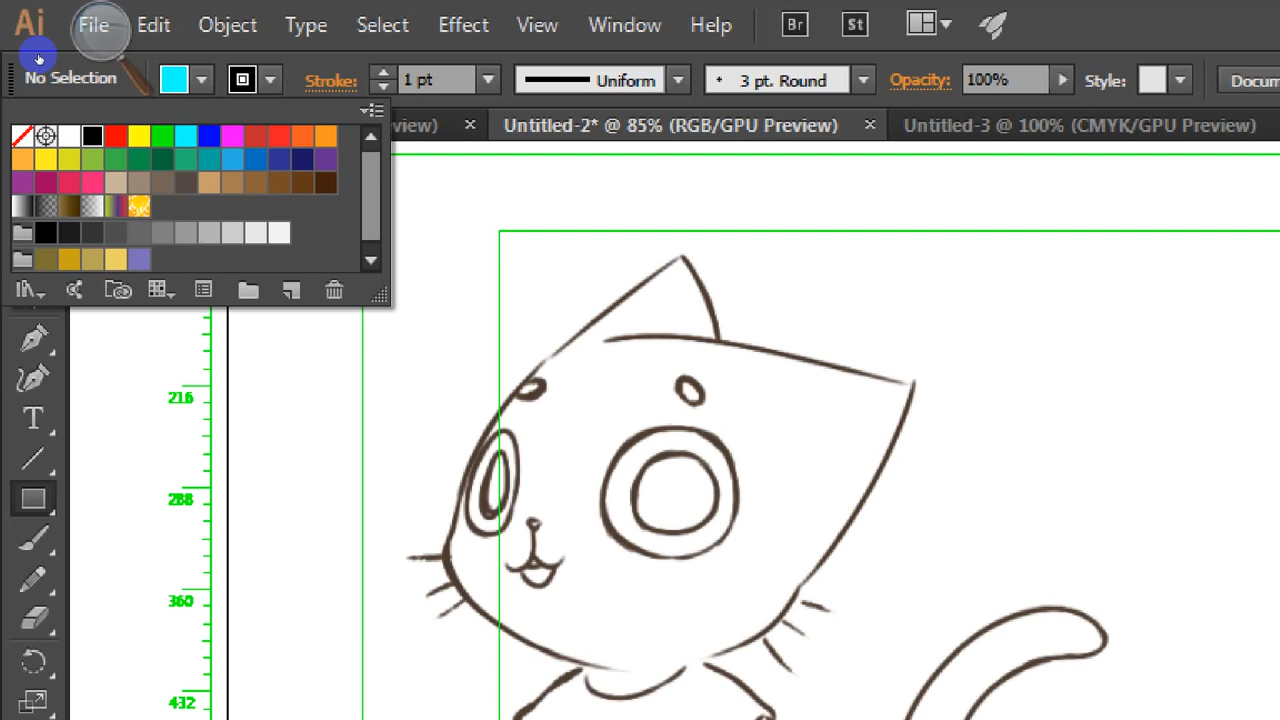 Ai File Edit Object Type Select Effect View Window Help Br St
No Selection Stroke: 1 pt Uniform 3 pt. Round Opacity: 100% Style: Docum
view) × Untitled-2* @ 85% (RGB/GPU Preview) × Untitled-3 @ 100% (CMYK/GPU Preview)
T
216
288
360
432